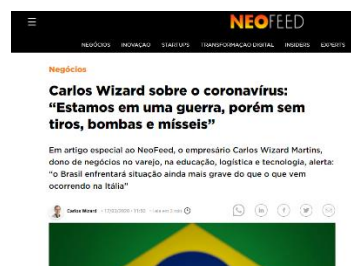 NEOFEED
NEGÓCIOS INOVAÇÃO STARTUPS TRANSFORMAÇÃO DIGITAL INSIDERS EXPERTS
Negócios
Carlos Wizard sobre o
coronavírus:
“Estamos em uma guerra, porém sem
tiros, bombas e mísseis”
Em artigo especial ao NeoFeed, o empresário Carlos Wizard Martins,
dono de negócios no varejo, na educação, logística e tecnologia, alerta:
“o Brasil enfrentará situação ainda mais grave do que o que vem
ocorrendo na Itália”
Carlos Wizard